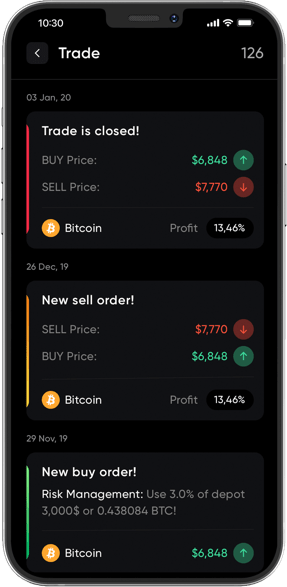 10:30
Trade 126
03 Jan, 20
Trade is closed!
BUY Price: $6,848
SELL Price: $7,770
Bitcoin Profit 13,46%
26 Dec, 19
New sell order!
SELL Price: $7,770
BUY Price: $6,848
Bitcoin Profit 13,46%
29 Nov, 19
New buy order!
Risk Management: Use 3.0% of depot
3,000$ or 0.438084 BTC!
Bitcoin $6,848